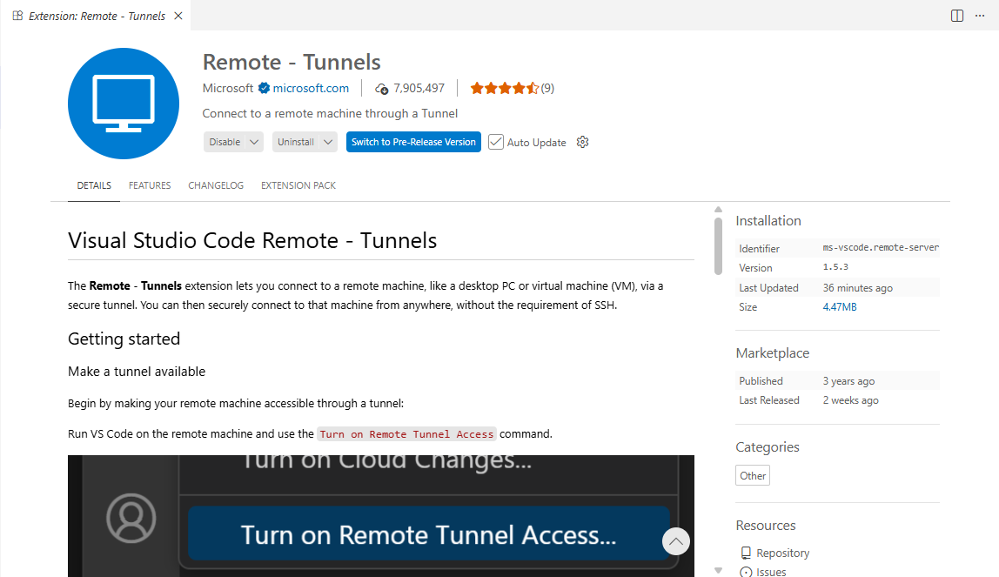 Extension: Remote - Tunnels
Remote - Tunnels
Microsoft microsoft.com 7,905,497 (9)
Connect to a remote machine through a Tunnel
Disable Uninstall Switch to Pre-Release Version Auto Update
DETAILS FEATURES CHANGELOG EXTENSION PACK
Visual Studio Code Remote - Tunnels
The Remote - Tunnels extension lets you connect to a remote machine, like a desktop PC or virtual machine (VM), via a
secure tunnel. You can then securely connect to that machine from anywhere, without the requirement of SSH.
Getting started
Make a tunnel available
Begin by making your remote machine accessible through a tunnel:
Run VS Code on the remote machine and use the Turn on Remote Tunnel Access command.
Turn on Cloud Changes...
Turn on Remote Tunnel Access...
Installation
Identifier ms-vscode.remote-server
Version 1.5.3
Last Updated 36 minutes ago
Size 4.47MB
Marketplace
Published 3 years ago
Last Released 2 weeks ago
Categories
Other
Resources
Repository
Issues